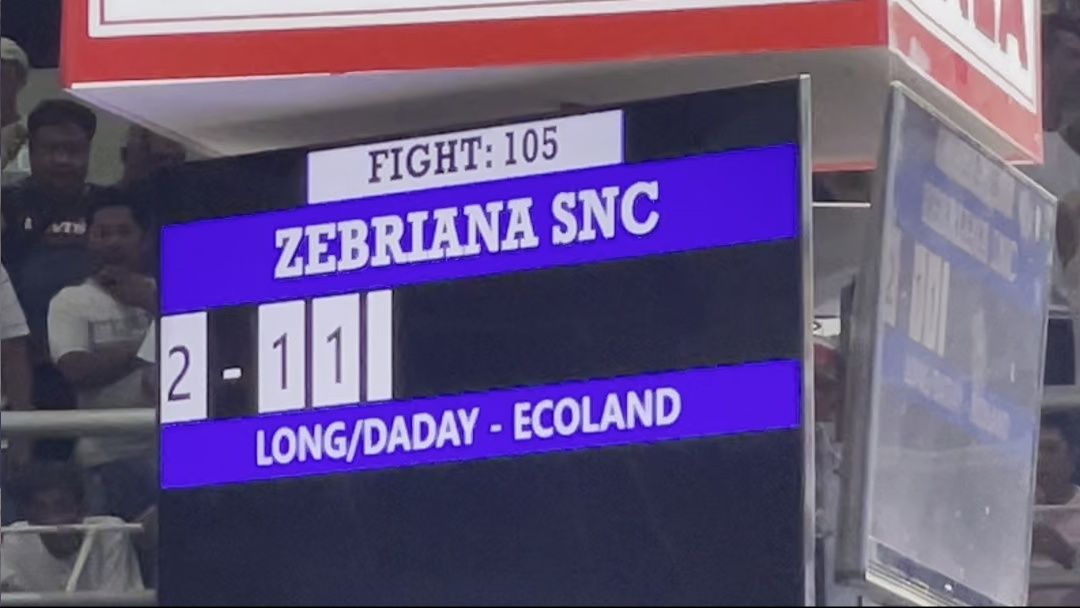 FIGHT: 105
ZEBRIANA SNC
2 - 1 1
LONG/DADAY - ECOLAND